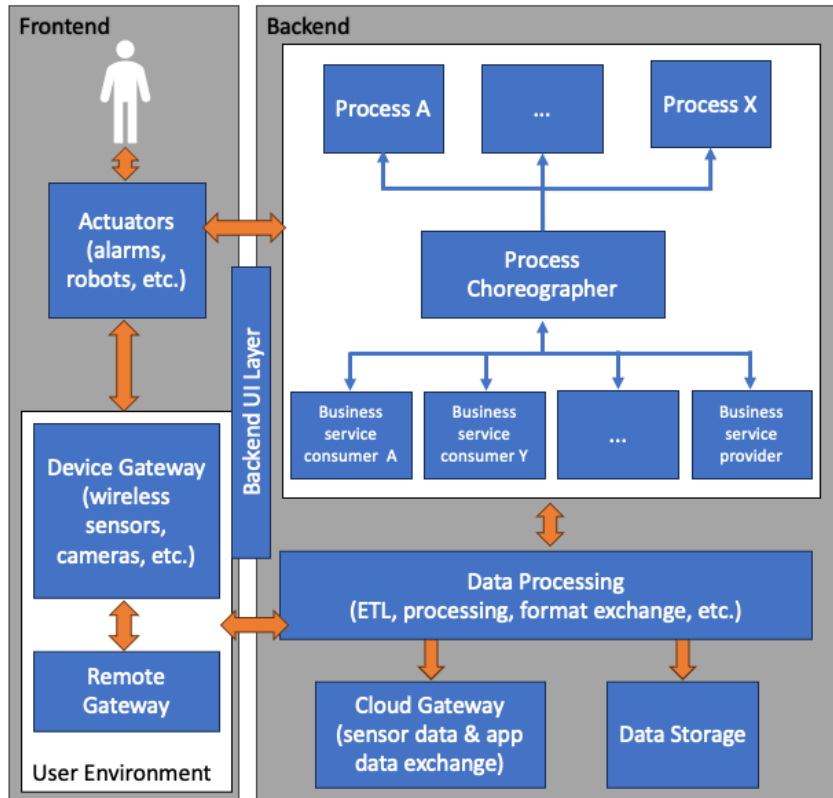 Frontend
Backend
Process A
...
Process X
Actuators
(alarms,
robots, etc.)
Process
Choreographer
Backend UI Layer
Business
service
consumer A
Business
service
consumer Y
...
Business
service
provider
Device Gateway
(wireless
sensors,
cameras, etc.)
Data Processing
(ETL, processing, format exchange, etc.)
Remote
Gateway
Cloud Gateway
(sensor data & app
data exchange)
Data Storage
User Environment